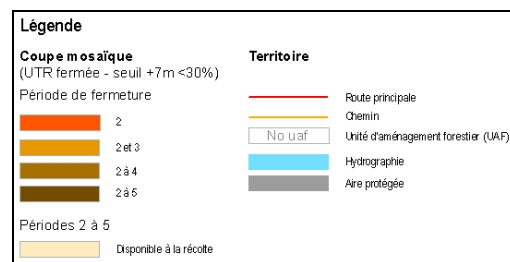 Légende
Coupe mosaïque
(UTR fermée - seuil +7m <30%)
Période de fermeture
2
2 et 3
2 à 4
2 à 5
Périodes 2 à 5
Disponible à la récolte
Territoire
Route principale
Chemin
No uaf
Unité d'aménagement forestier (UAF)
Hydrographie
Aire protégée